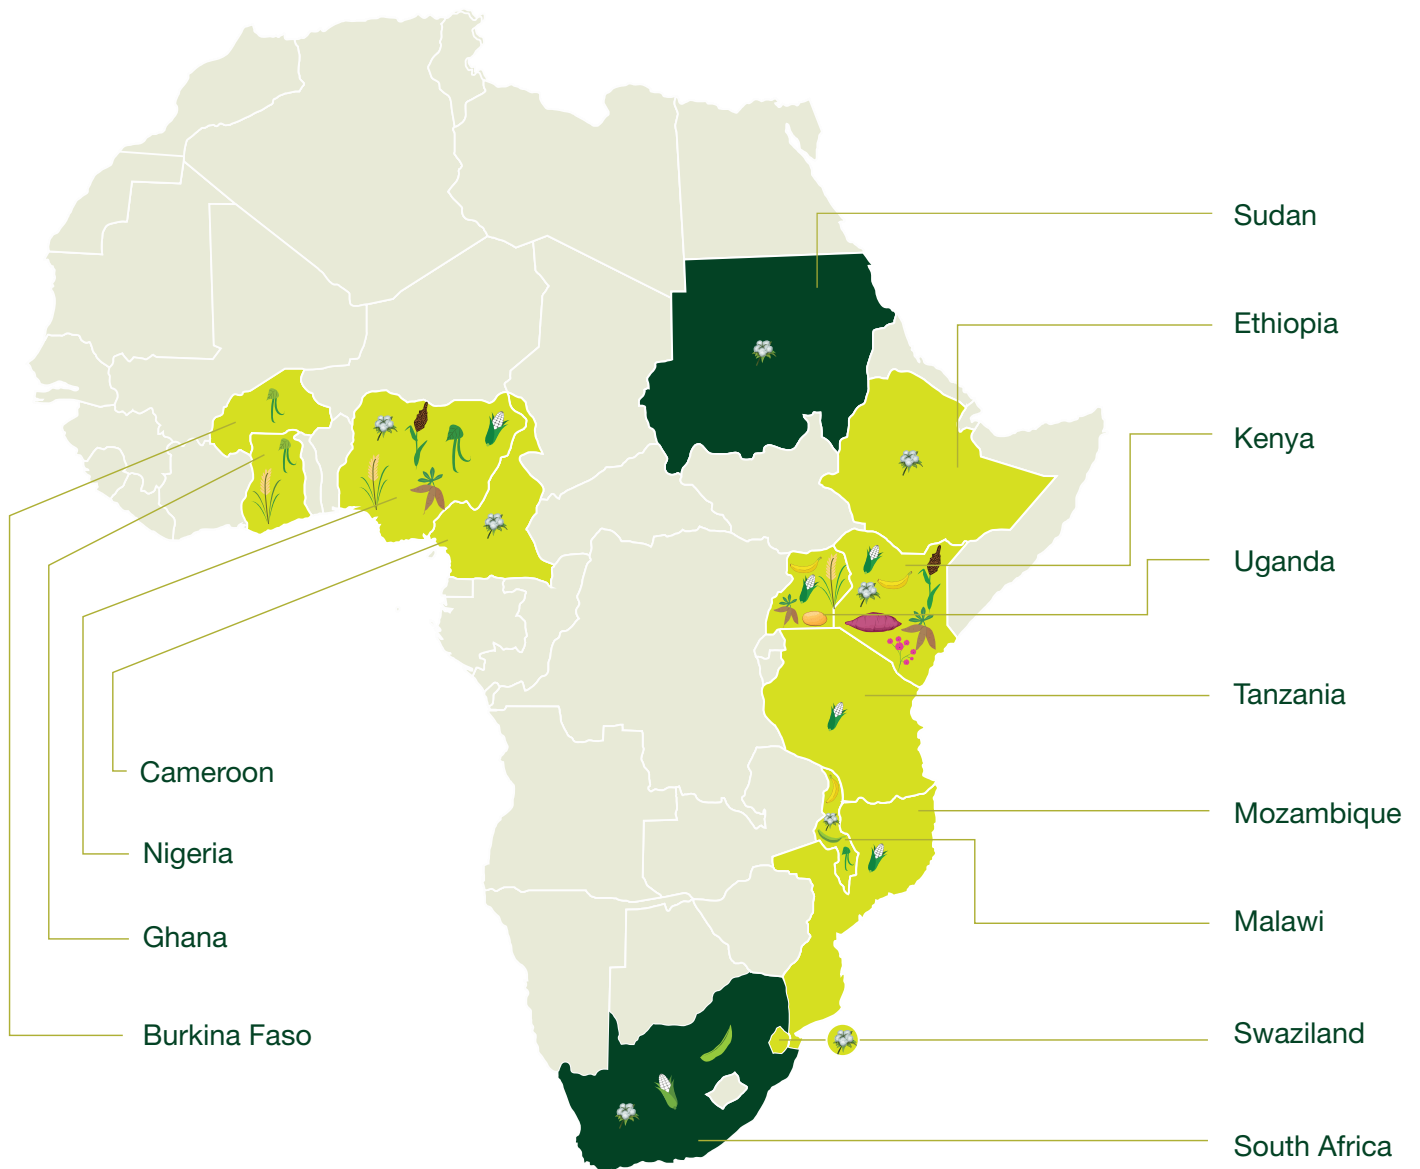 Sudan
Ethiopia
Kenya
Uganda
Tanzania
Mozambique
Malawi
Swaziland
South Africa
Cameroon
Nigeria
Ghana
Burkina Faso